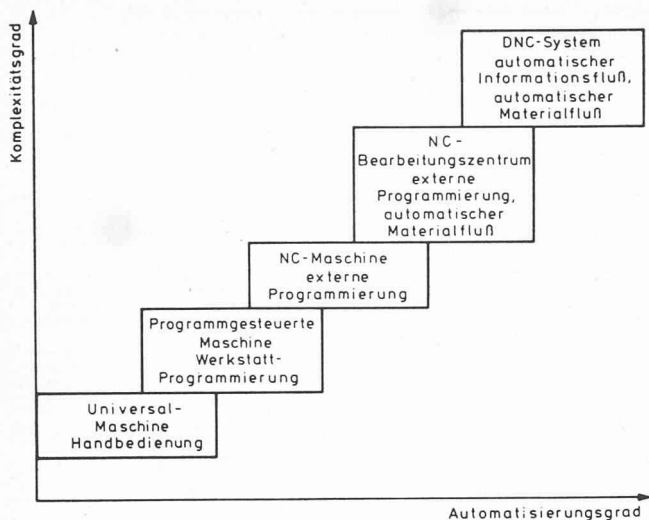 Komplexitätsgrad
DNC-System
automatischer
Informationsfluß,
automatischer
Materialfluß
NC-
Bearbeitungszentrum
externe
Programmierung,
automatischer
Materialfluß
NC-Maschine
externe
Programmierung
Programmgesteuerte
Maschine
Werkstatt-
Programmierung
Universal-
Maschine
Handbedienung
Automatisierungsgrad